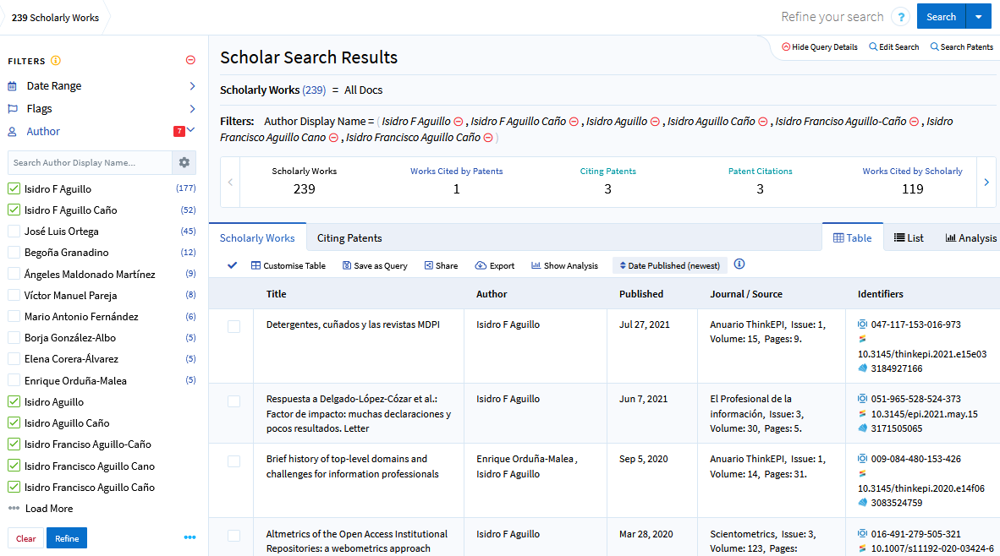 239 Scholarly Works
Refine your search ? Search
Hide Query Details Edit Search Search Patents
FILTERS
Date Range
Flags
Author 7
Search Author Display Name...
Isidro F Aguillo (177)
Isidro F Aguillo Caño (52)
José Luis Ortega (45)
Begoña Granadino (12)
Ángeles Maldonado Martínez (9)
Víctor Manuel Pareja (8)
Mario Antonio Fernández (6)
Borja González-Albo (5)
Elena Corera-Álvarez (5)
Enrique Orduña-Malea (5)
Isidro Aguillo
Isidro Aguillo Caño
Isidro Franciso Aguillo-Caño
Isidro Francisco Aguillo Cano
Isidro Francisco Aguillo Caño
Load More
Clear Refine
Scholar Search Results
Scholarly Works (239) = All Docs
Filters: Author Display Name = ( Isidro F Aguillo , Isidro F Aguillo Caño , Isidro Aguillo , Isidro Aguillo Caño , Isidro Franciso Aguillo-Caño , Isidro
Francisco Aguillo Cano , Isidro Francisco Aguillo Caño )
Scholarly Works Works Cited by Patents Citing Patents Patent Citations Works Cited by Scholarly
239 1 3 3 119
Scholarly Works Citing Patents Table List Analysis
Customise Table Save as Query Share Export Show Analysis Date Published (newest)
Title Author Published Journal / Source Identifiers
Detergentes, cuñados y las revistas MDPI Isidro F Aguillo Jul 27, 2021 Anuario ThinkEPI, Issue: 1, 047-117-153-016-973
Volume: 15, Pages: 9.
10.3145/thinkepi.2021.e15e03
3184927166
Respuesta a Delgado-López-Cózar et al.: Isidro F Aguillo Jun 7, 2021 El Profesional de la 051-965-528-524-373
Factor de impacto: muchas declaraciones y información, Issue: 3, 10.3145/epi.2021.may.15
pocos resultados. Letter Volume: 30, Pages: 5. 3171505065
Brief history of top-level domains and Enrique Orduña-Malea , Sep 5, 2020 Anuario ThinkEPI, Issue: 1, 009-084-480-153-426
challenges for information professionals Isidro F Aguillo Volume: 14, Pages: 31.
10.3145/thinkepi.2020.e14f06
3083524759
Altmetrics of the Open Access Institutional Isidro F Aguillo Mar 28, 2020 Scientometrics, Issue: 3, 016-491-279-505-321
Repositories: a webometrics approach Volume: 123, Pages: 10.1007/s11192-020-03424-6